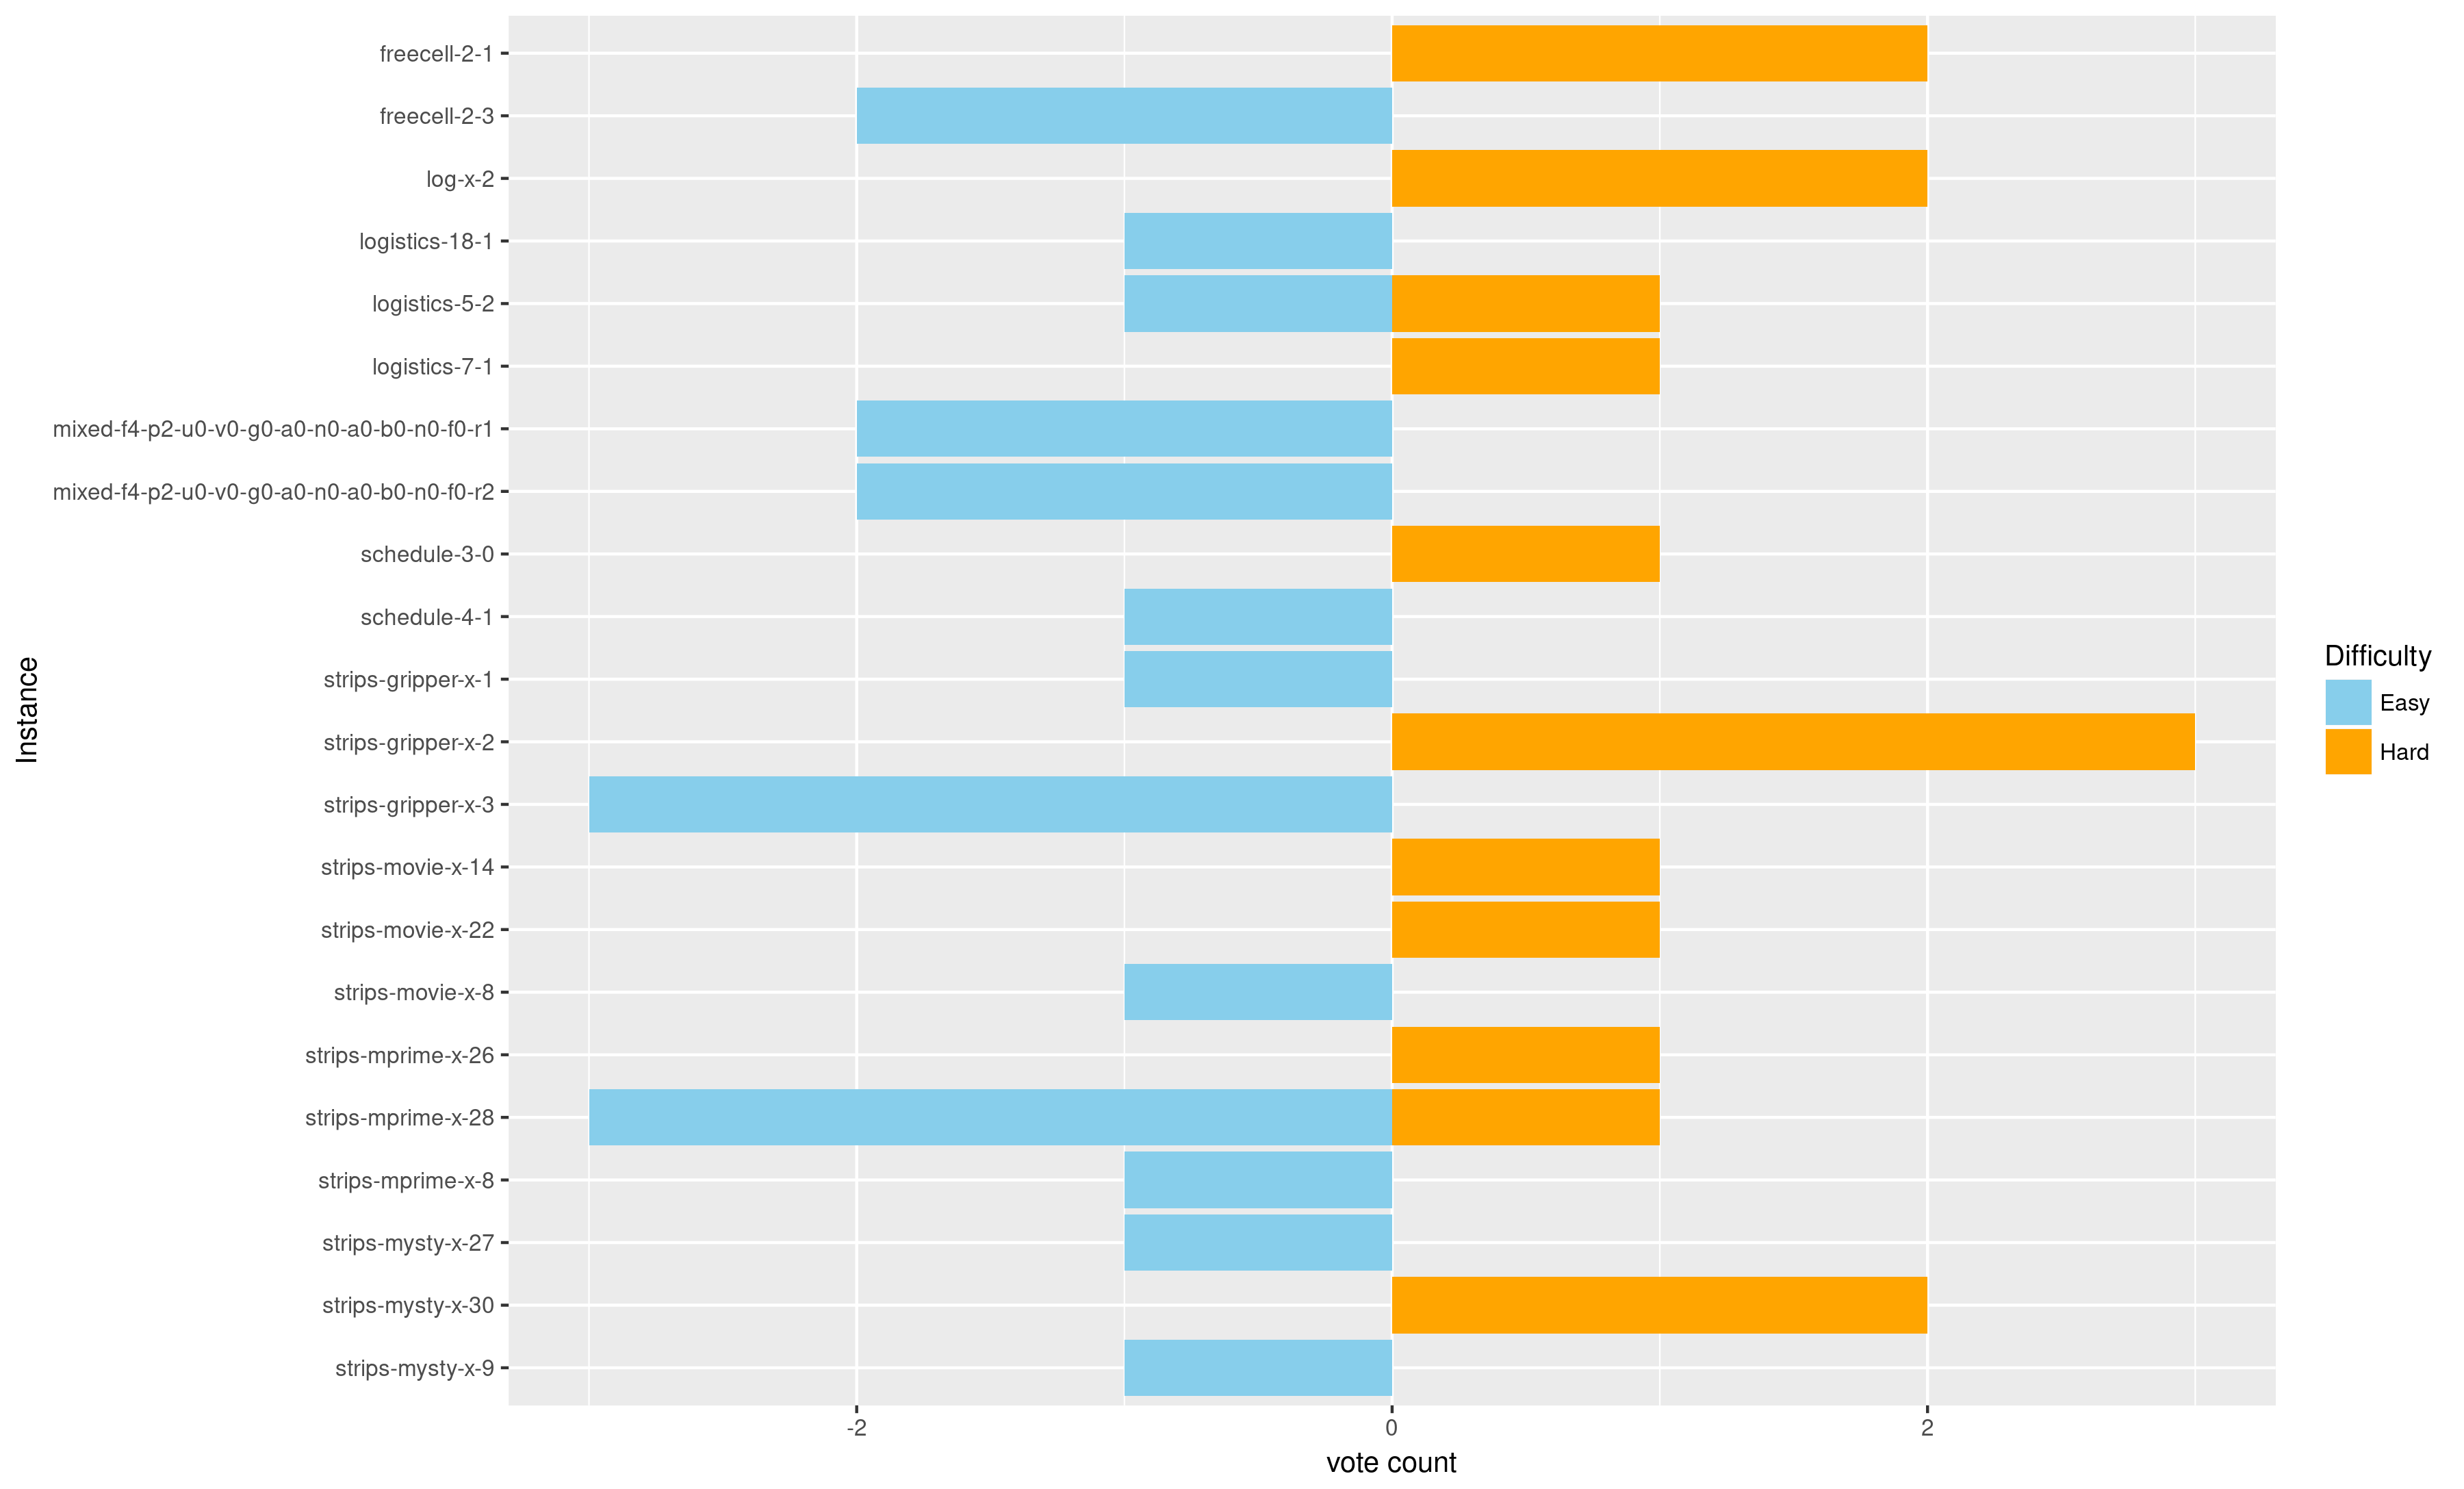 freecell-2-1
freecell-2-3
log-x-2
logistics-18-1
logistics-5-2
logistics-7-1
mixed-f4-p2-u0-v0-g0-a0-n0-a0-b0-n0-f0-r1
mixed-f4-p2-u0-v0-g0-a0-n0-a0-b0-n0-f0-r2
schedule-3-0
schedule-4-1
strips-gripper-x-1
strips-gripper-x-2
strips-gripper-x-3
strips-movie-x-14
strips-movie-x-22
strips-movie-x-8
strips-mprime-x-26
strips-mprime-x-28
strips-mprime-x-8
strips-mysty-x-27
strips-mysty-x-30
strips-mysty-x-9
Instance
-2 0 2
vote count
Difficulty
Easy
Hard